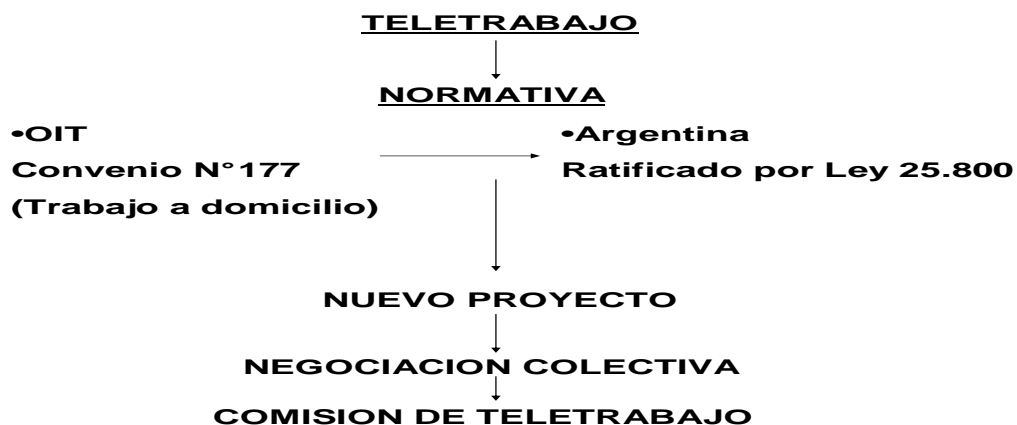 TELETRABAJO
NORMATIVA
•OIT
Convenio N°177
(Trabajo a domicilio)
•Argentina
Ratificado por Ley 25.800
NUEVO PROYECTO
NEGOCIACION COLECTIVA
COMISION DE TELETRABAJO